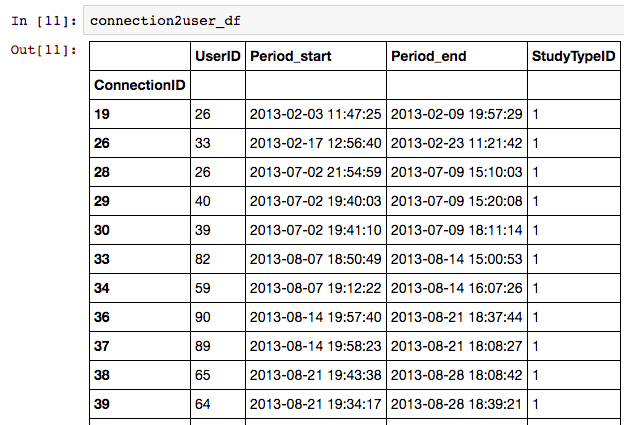 In [11]: connection2user_df
Out[11]:
UserID Period_start Period_end StudyTypeID
ConnectionID
19 26 2013-02-03 11:47:25 2013-02-09 19:57:29 1
26 33 2013-02-17 12:56:40 2013-02-23 11:21:42 1
28 26 2013-07-02 21:54:59 2013-07-09 15:10:03 1
29 40 2013-07-02 19:40:03 2013-07-09 15:20:08 1
30 39 2013-07-02 19:41:10 2013-07-09 18:11:14 1
33 82 2013-08-07 18:50:49 2013-08-14 15:00:53 1
34 59 2013-08-07 19:12:22 2013-08-14 16:07:26 1
36 90 2013-08-14 19:57:40 2013-08-21 18:37:44 1
37 89 2013-08-14 19:58:23 2013-08-21 18:08:27 1
38 65 2013-08-21 19:43:38 2013-08-28 18:08:42 1
39 64 2013-08-21 19:34:17 2013-08-28 18:39:21 1